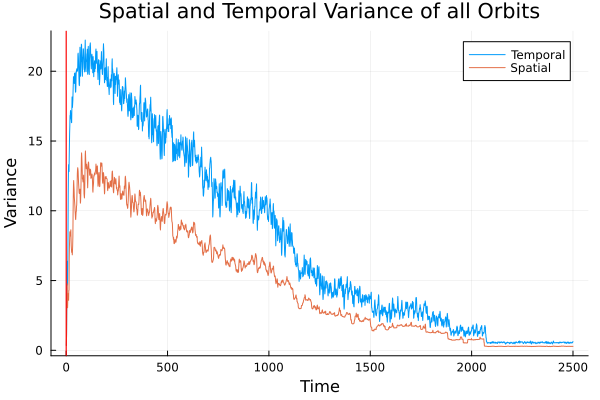 Spatial and Temporal Variance of all Orbits
Temporal
Spatial
Variance
20
15
10
5
0
0 500 1000 1500 2000 2500
Time